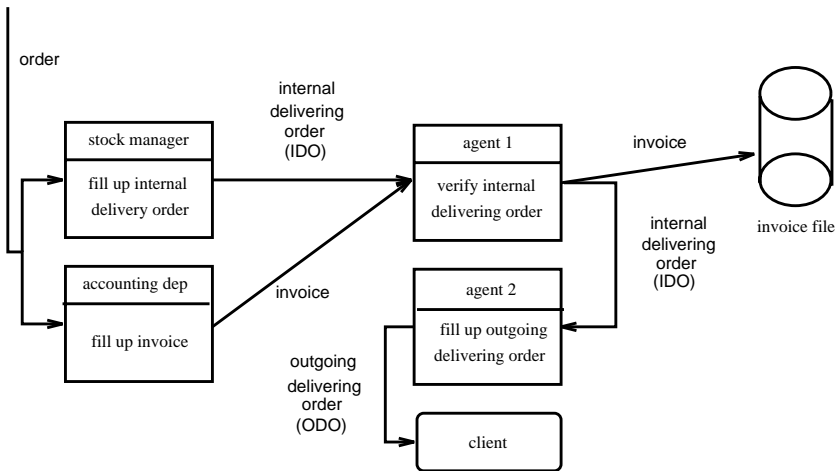 order
internal
delivering
order
(IDO)
stock manager
fill up internal
delivery order
agent 1
verify internal
delivering order
invoice
invoice file
internal
delivering
order
(IDO)
accounting dep
fill up invoice
invoice
agent 2
fill up outgoing
delivering order
outgoing
delivering
order
(ODO)
client